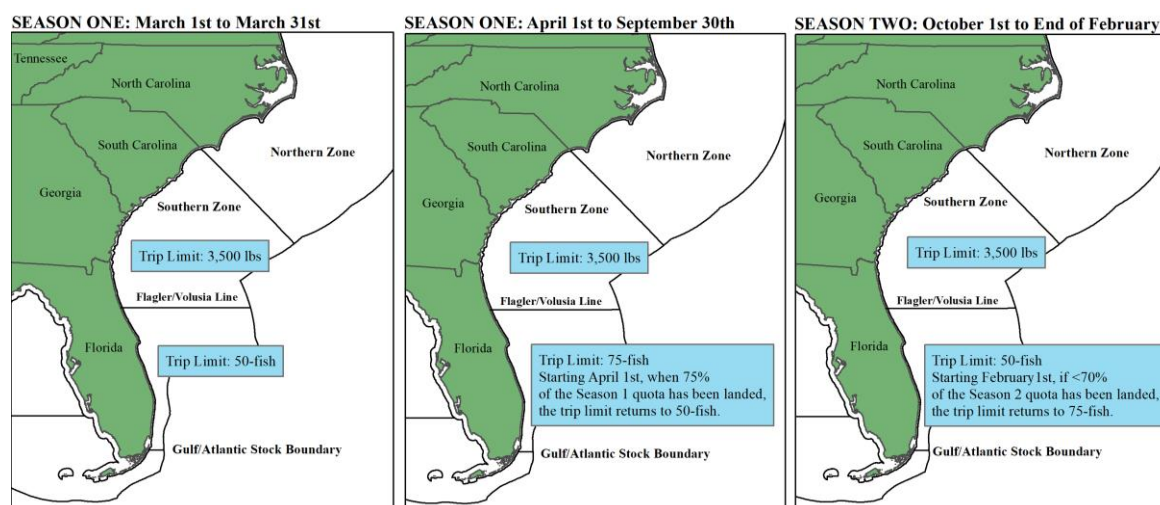 SEASON ONE: March 1st to March 31st
Tennessee
North Carolina
South Carolina
Northern Zone
Georgia
Southern Zone
Trip Limit: 3,500 lbs
Flagler/Volusia Line
Florida
Trip Limit: 50-fish
Gulf/Atlantic Stock Boundary
SEASON ONE: April 1st to September 30th
North Carolina
South Carolina
Northern Zone
Georgia
Southern Zone
Trip Limit: 3,500 lbs
Flagler/Volusia Line
Florida
Trip Limit: 75-fish
Starting April 1st, when 75%
of the Season 1 quota has been landed,
the trip limit returns to 50-fish.
Gulf/Atlantic Stock Boundary
SEASON TWO: October 1st to End of February
North Carolina
South Carolina
Northern Zone
Georgia
Southern Zone
Trip Limit: 3,500 lbs
Flagler/Volusia Line
Florida
Trip Limit: 50-fish
Starting February 1st, if <70%
of the Season 2 quota has been landed,
the trip limit returns to 75-fish.
Gulf/Atlantic Stock Boundary